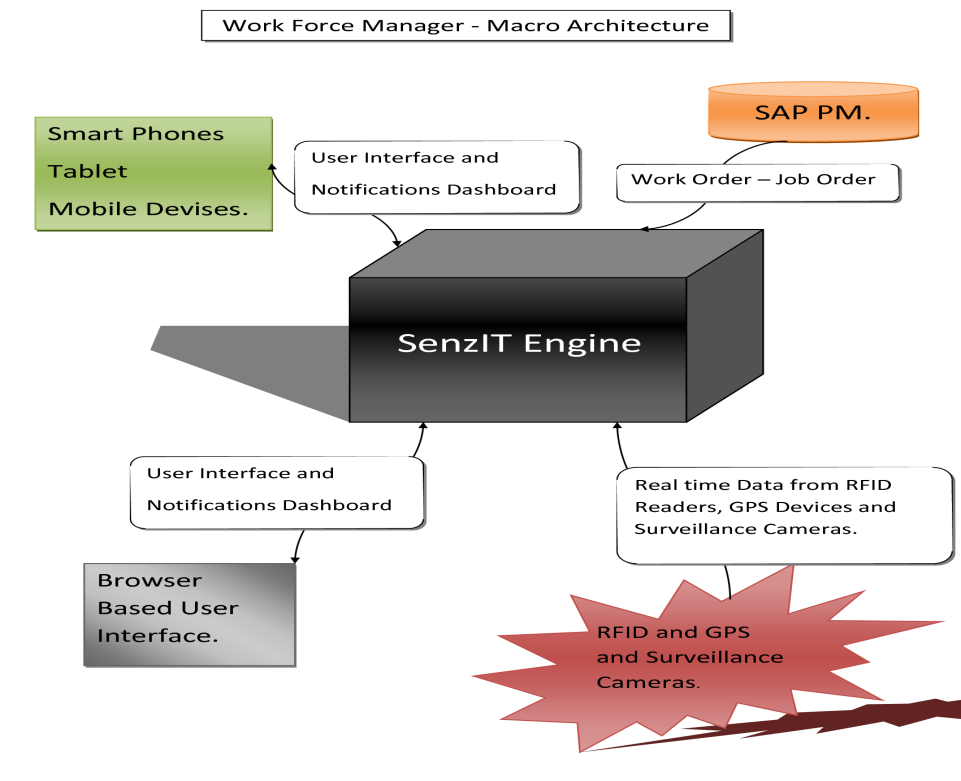 Work Force Manager - Macro Architecture
SAP PM.
Smart Phones
Tablet
Mobile Devises.
User Interface and
Notifications Dashboard
Work Order – Job Order
SenzIT Engine
User Interface and
Notifications Dashboard
Real time Data from RFID
Readers, GPS Devices and
Surveillance Cameras.
Browser
Based User
Interface.
RFID and GPS
and Surveillance
Cameras.